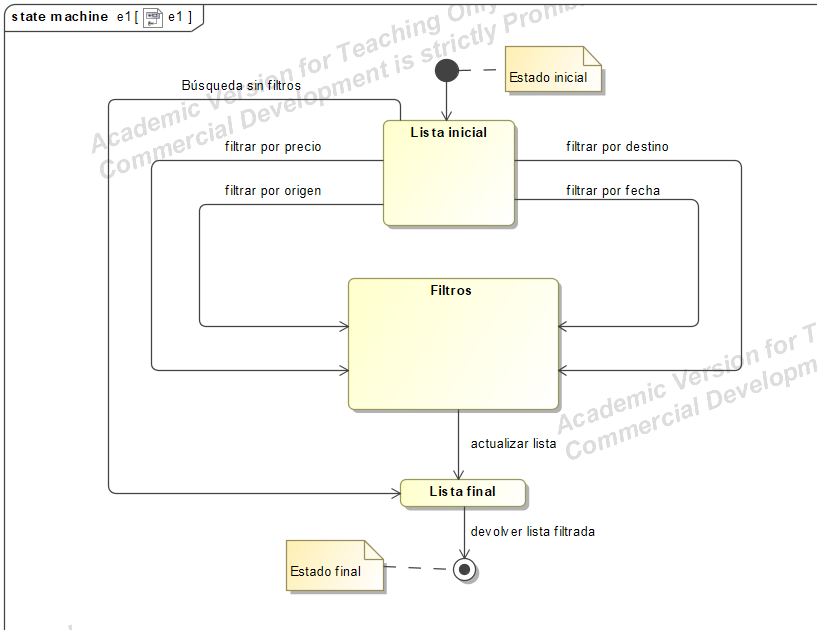 state machine e1 [ e1 ]
Academic Version for Teaching Only
Commercial Development is strictly Prohib
Estado inicial
Búsqueda sin filtros
Lista inicial
filtrar por precio
filtrar por destino
filtrar por origen
filtrar por fecha
Filtros
Academic Version for T
Commercial Developm
actualizar lista
Lista final
devolver lista filtrada
Estado final